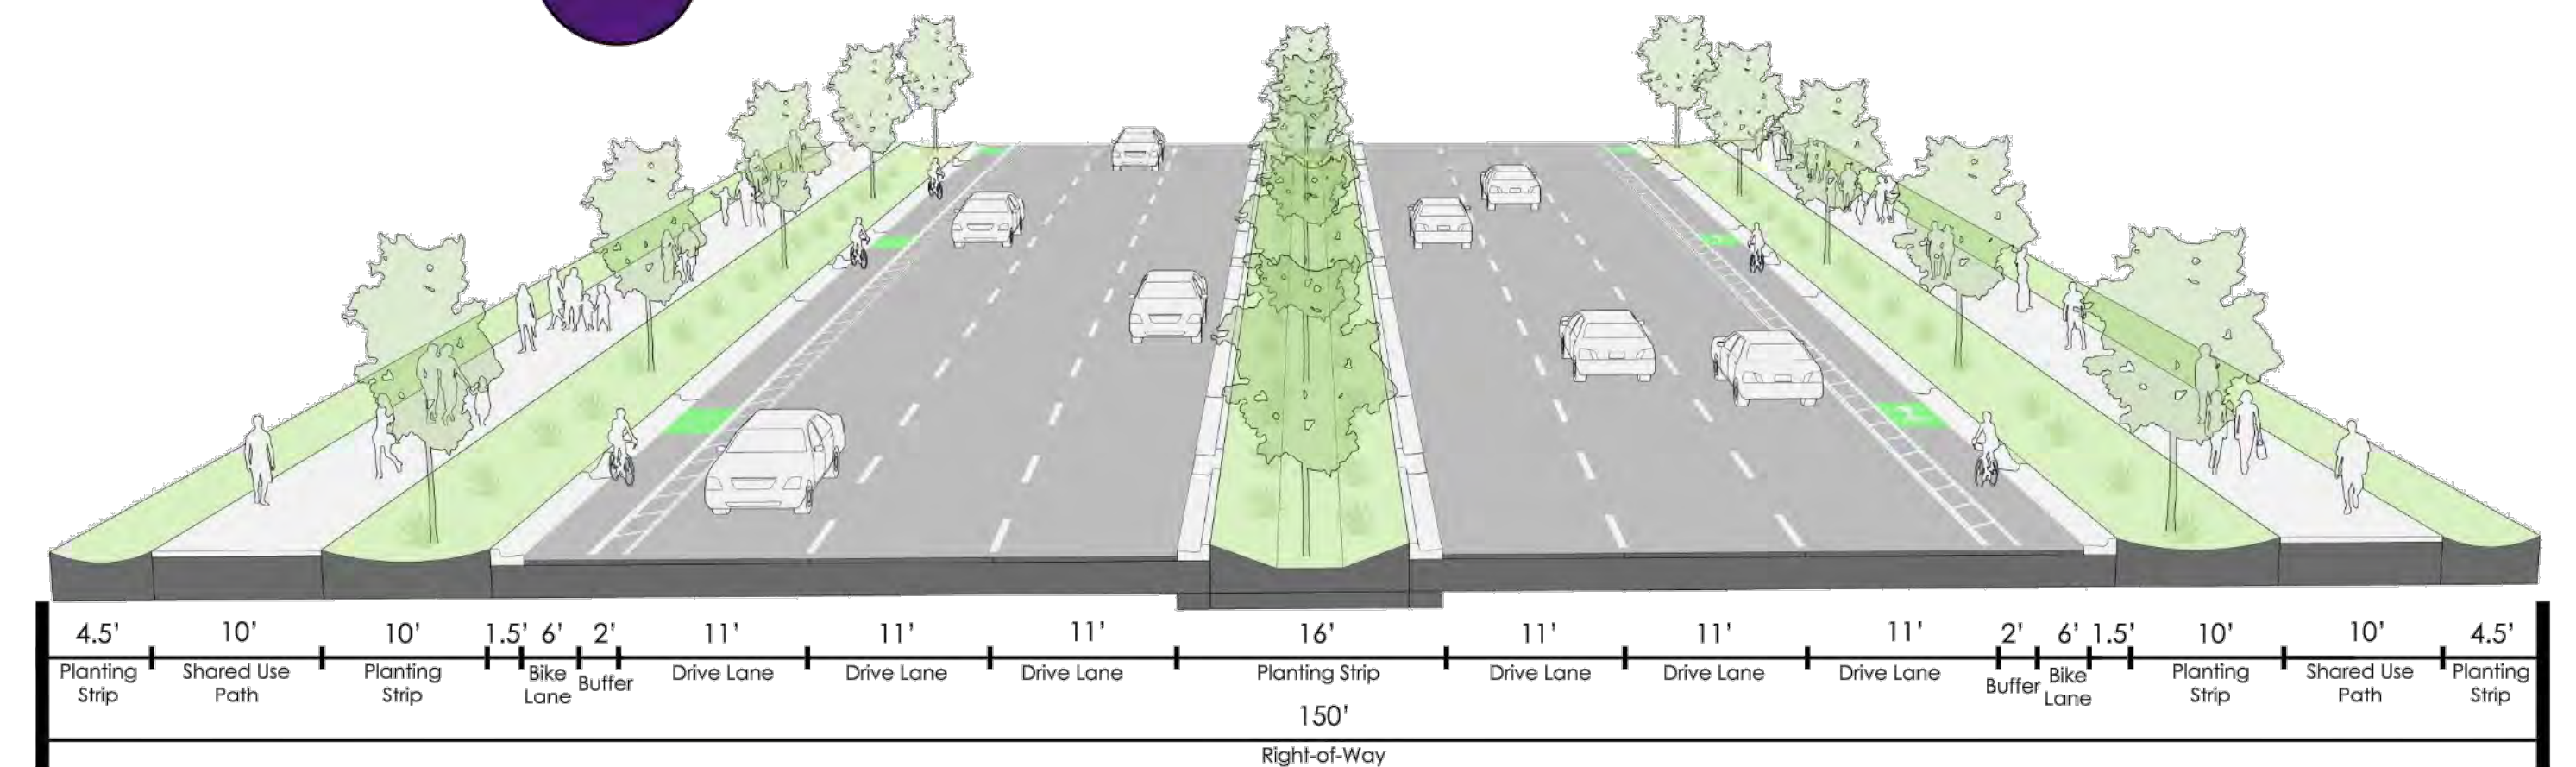 4.5' 10' 10' 1.5' 6' 2' 11' 11' 11' 16' 11' 11' 11' 2' 6' 1.5' 10' 10' 4.5'
Planting Strip
Shared Use Path
Planting Strip
Bike Lane
Buffer
Drive Lane
Drive Lane
Drive Lane
Planting Strip
Drive Lane
Drive Lane
Drive Lane
Buffer
Bike Lane
Planting Strip
Shared Use Path
Planting Strip
150'
Right-of-Way